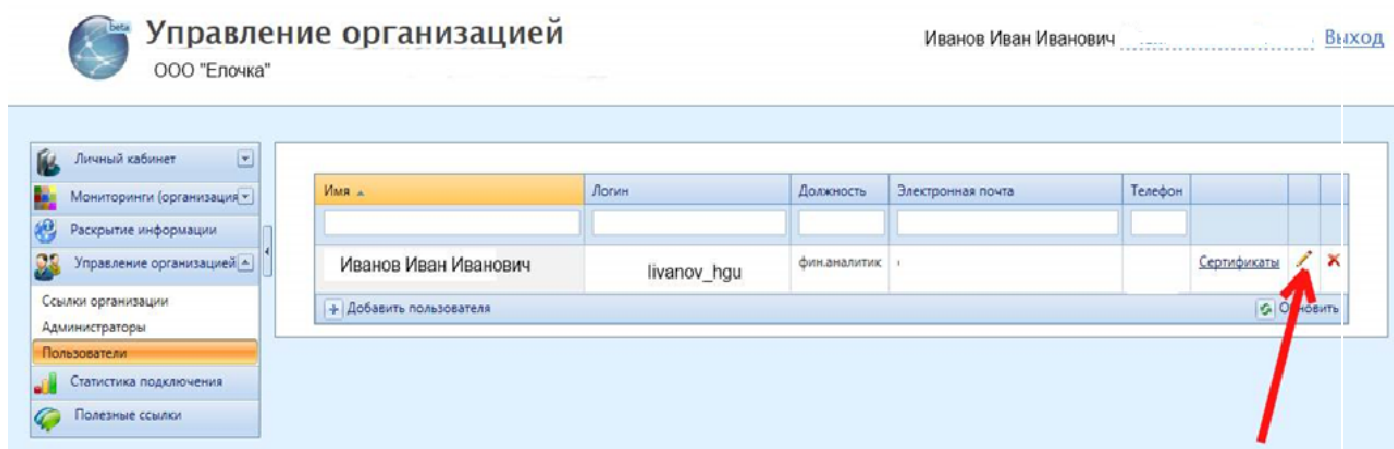 beta
Управление организацией
ООО "Елочка"
Иванов Иван Иванович Выход
Личный кабинет
Мониторинги (организация
Раскрытие информации
Управление организацией
Ссылки организации
Администраторы
Пользователи
Статистика подключения
Полезные ссылки
Имя Логин Должность Электронная почта Телефон
Иванов Иван Иванович livanov_hgu фин.аналитик Сертификаты
Добавить пользователя Обновить